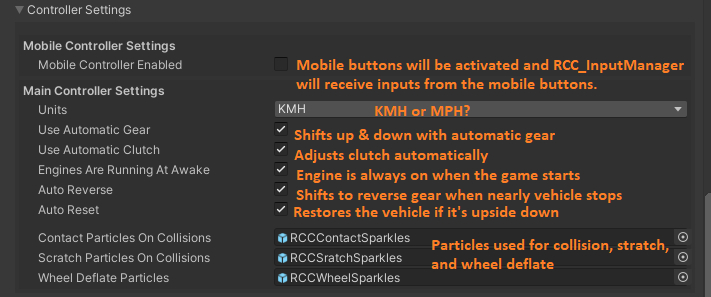 Controller Settings
Mobile Controller Settings
Mobile Controller Enabled
Mobile buttons will be activated and RCC_InputManager
will receive inputs from the mobile buttons.
Main Controller Settings
Units
KMH
KMH or MPH?
Use Automatic Gear
Shifts up & down with automatic gear
Use Automatic Clutch
Adjusts clutch automatically
Engines Are Running At Awake
Engine is always on when the game starts
Auto Reverse
Shifts to reverse gear when nearly vehicle stops
Auto Reset
Restores the vehicle if it's upside down
Contact Particles On Collisions
RCCContactSparkles
Particles used for collision, stratch,
and wheel deflate
Scratch Particles On Collisions
RCCSratchSparkles
Wheel Deflate Particles
RCCWheelSparkles